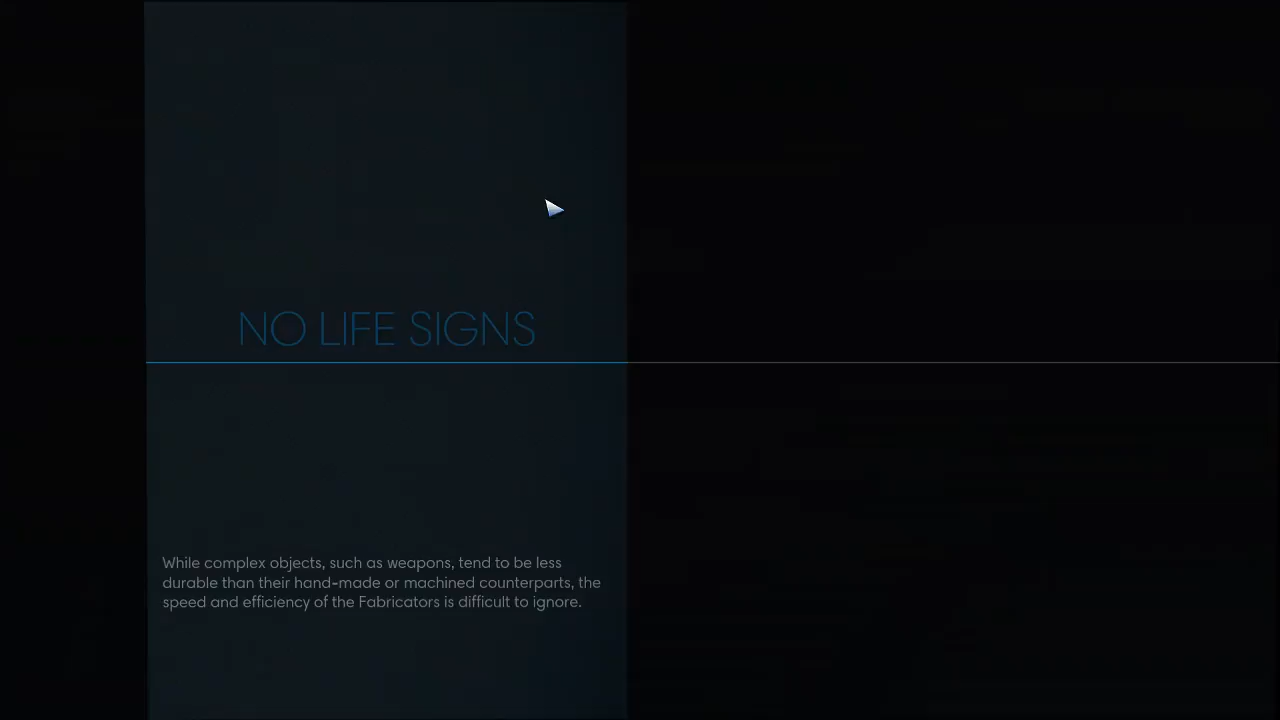 NO LIFE SIGNS
While complex objects, such as weapons, tend to be less
durable than their hand-made or machined counterparts, the
speed and efficiency of the Fabricators is difficult to ignore.